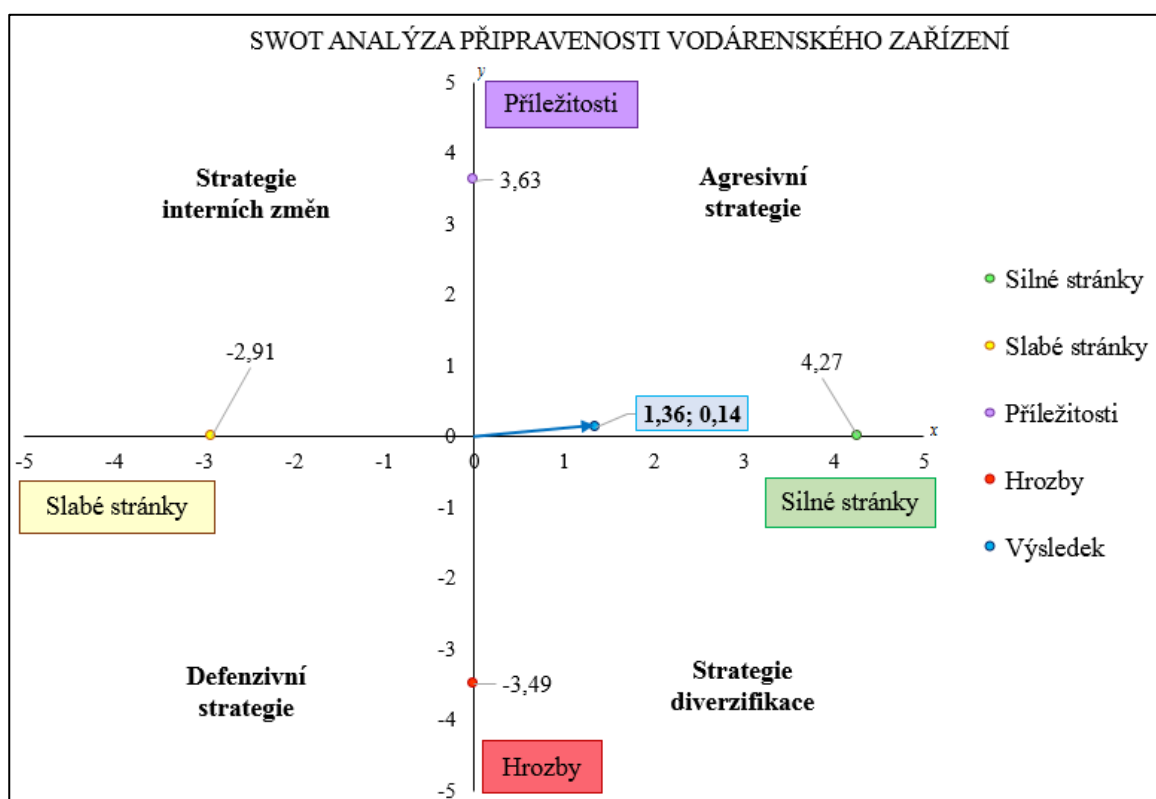 SWOT ANALÝZA PŘIPRAVENOSTI VODÁRENSKÉHO ZAŘÍZENÍ
y
5
Příležitosti
4
Strategie
interních změn
3,63
Agresivní
strategie
3
2
Silné stránky
-2,91
1
4,27
Slabé stránky
1,36; 0,14
0
x
-5 -4 -3 -2 -1 0 1 2 3 4 5
Příležitosti
Slabé stránky
-1
Silné stránky
Hrozby
Výsledek
-2
-3
Defenzivní
strategie
-3,49
Strategie
diverzifikace
-4
Hrozby
-5